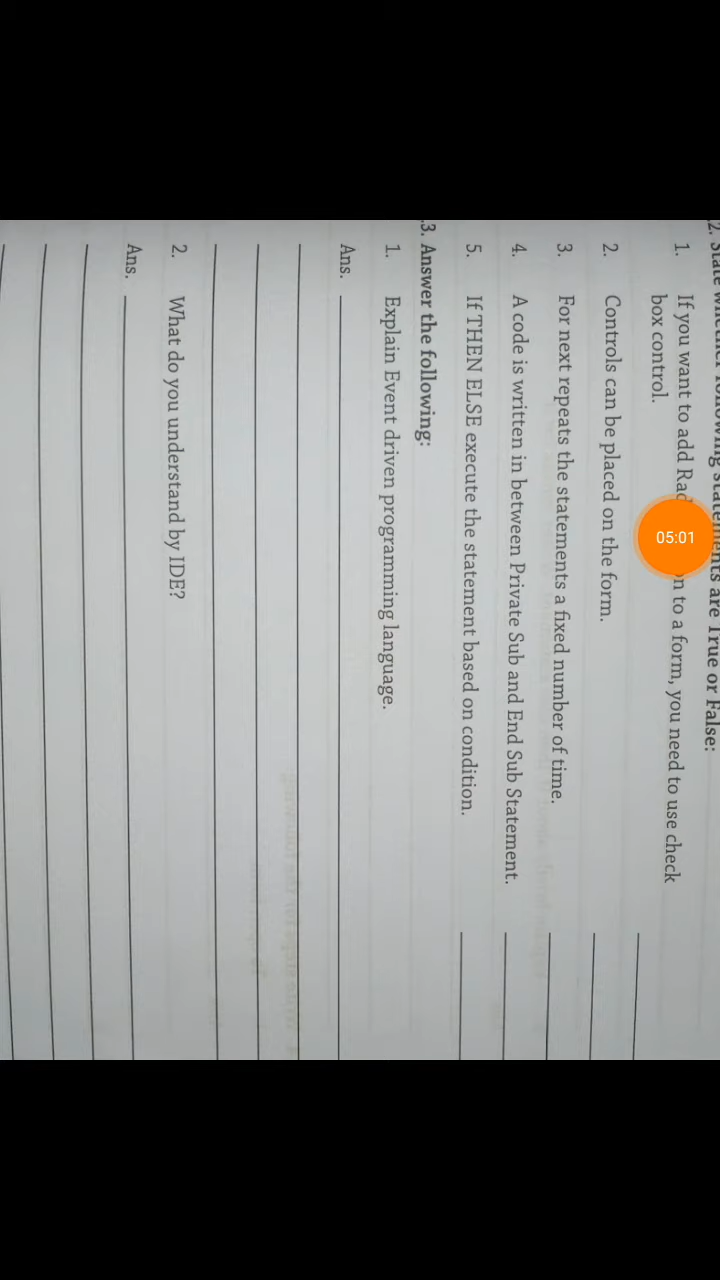 2. State whether following statements are True or False:
1. If you want to add to a form, you need to use check
box control.
2. Controls can be placed on the form.
3. For next repeats the statements a fixed number of time.
4. A code is written in between Private Sub and End Sub Statement.
5. If THEN ELSE execute the statement based on condition.
.3. Answer the following:
1. Explain Event driven programming language.
Ans.
2. What do you understand by IDE?
Ans.
05:01